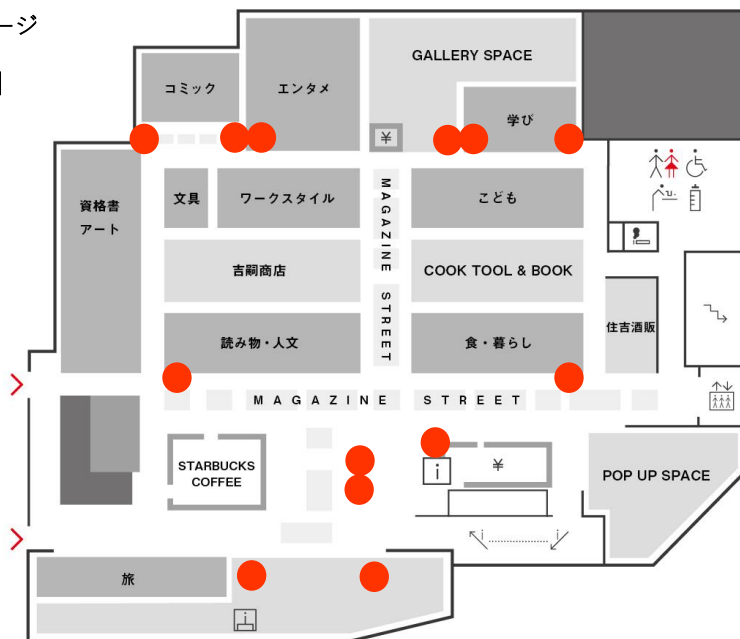 ージ
GALLERY SPACE
コミック
エンタメ
学び
¥
資格書
アート
文具
ワークスタイル
MAGAZINE STREET
こども
吉嗣商店
COOK TOOL & BOOK
読み物・人文
食・暮らし
住吉酒販
MAGAZINE STREET
STARBUCKS
COFFEE
i
¥
POP UP SPACE
i
i
旅
i